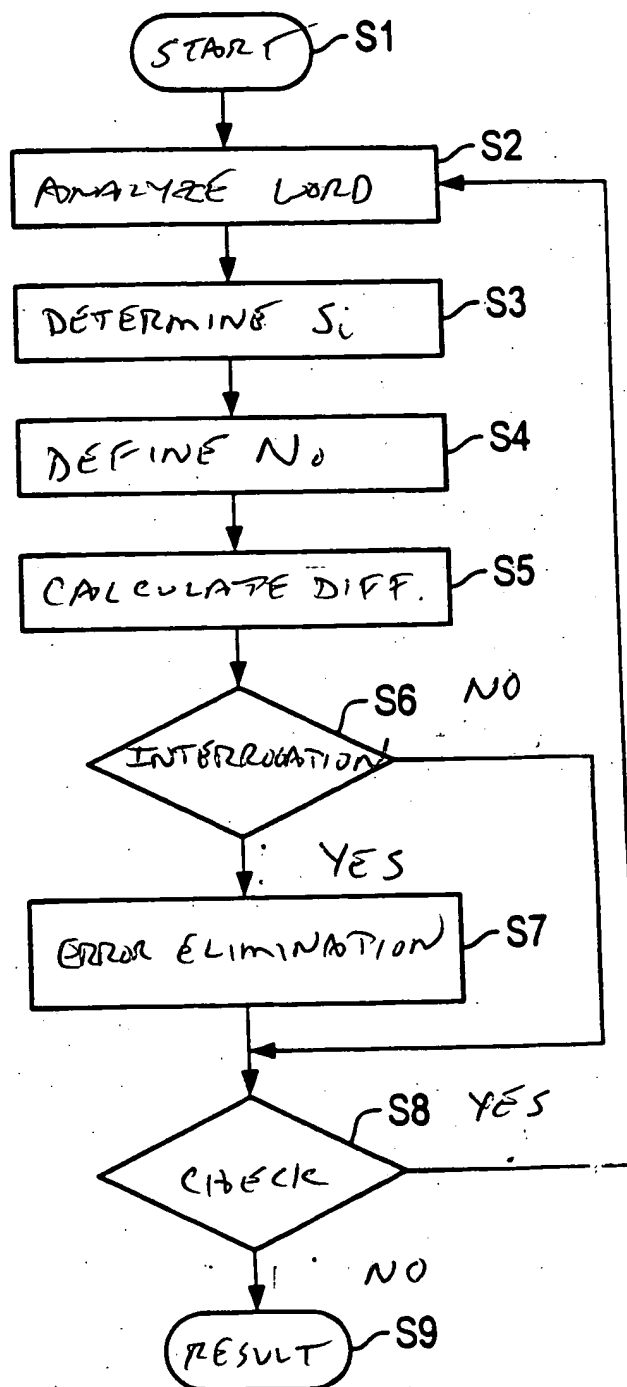 START S1
S2
ANALYZE WORD
DETERMINE Si S3
DEFINE No S4
CALCULATE DIFF. S5
S6 NO
INTERROGATION
YES
ERROR ELIMINATION S7
S8 YES
CHECK
NO
RESULT S9